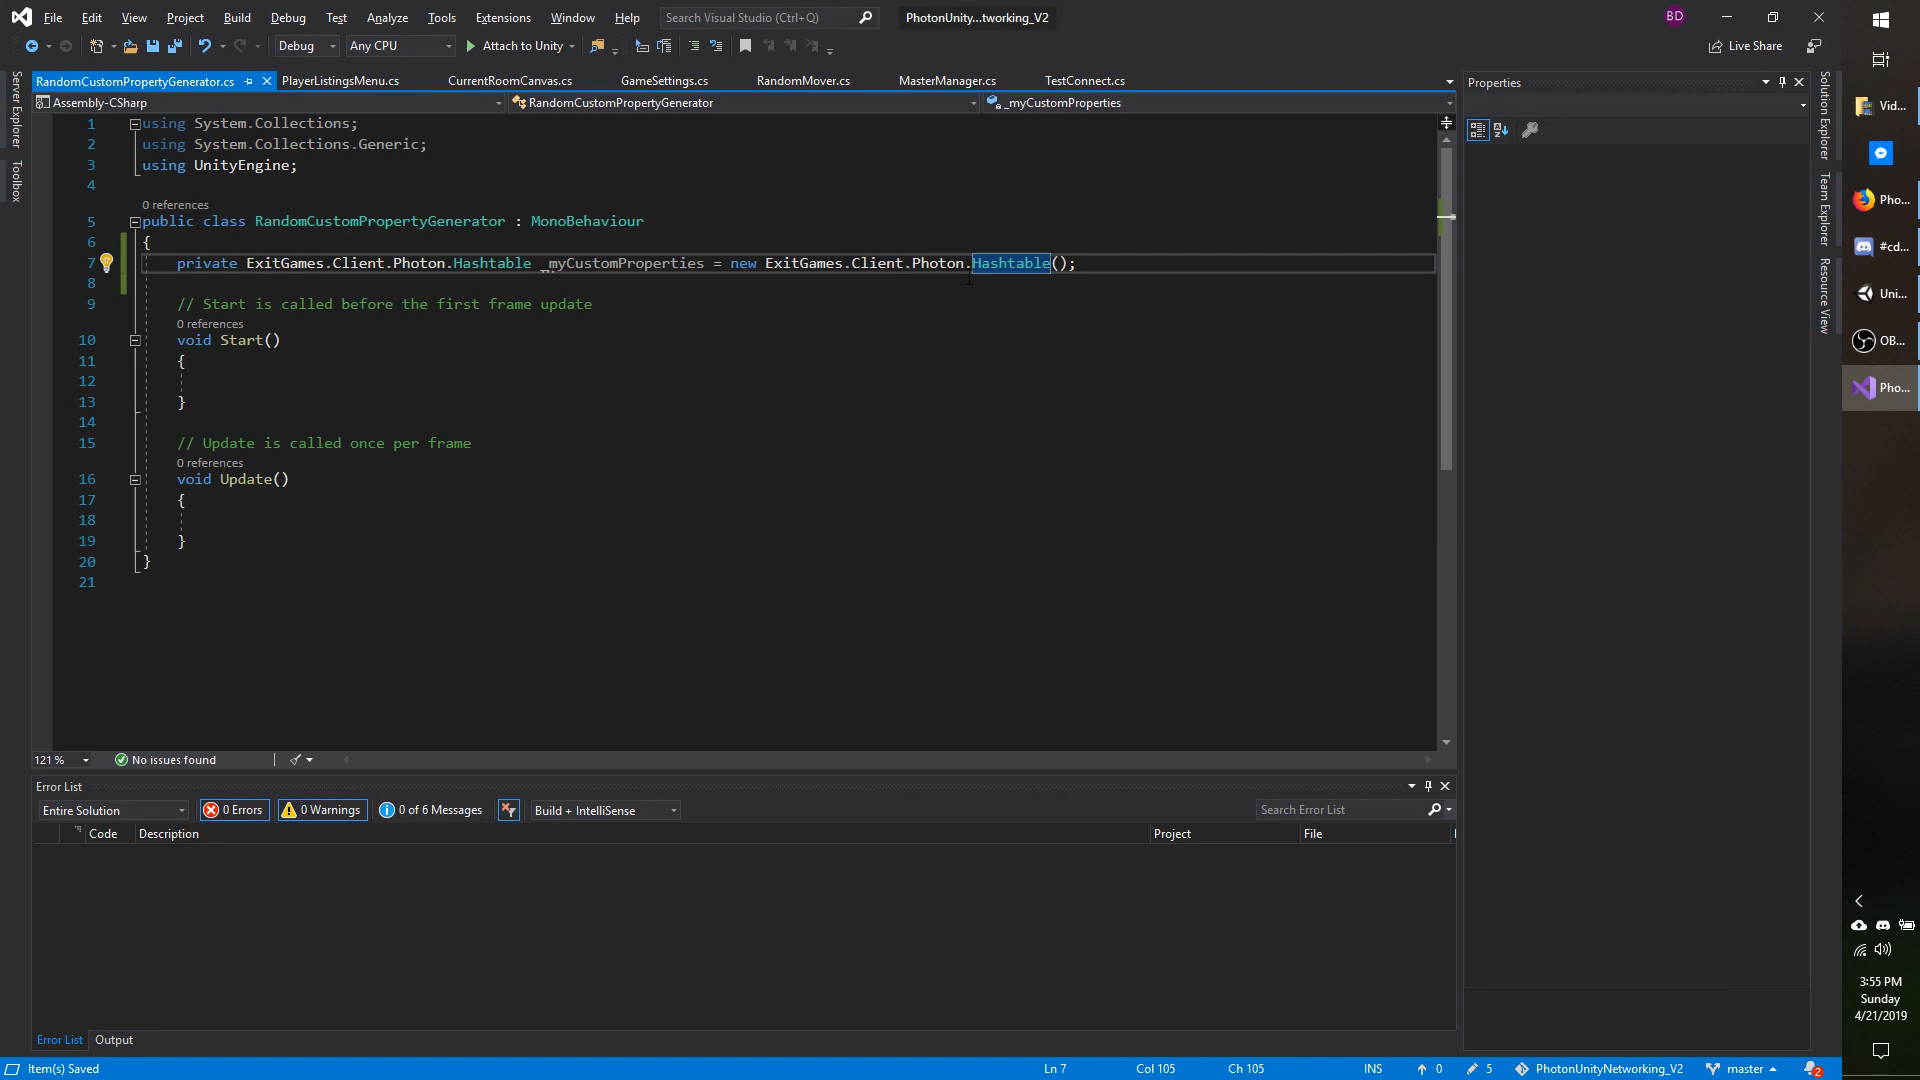 File Edit View Project Build Debug Test Analyze Tools Extensions Window Help Search Visual Studio (Ctrl+Q) PhotonUnity...tworking_V2 BD
Debug Any CPU Attach to Unity Live Share
RandomCustomPropertyGenerator.cs PlayerListingsMenu.cs CurrentRoomCanvas.cs GameSettings.cs RandomMover.cs MasterManager.cs TestConnect.cs
Assembly-CSharp RandomCustomPropertyGenerator _myCustomProperties
1 using System.Collections;
2 using System.Collections.Generic;
3 using UnityEngine;
4
0 references
5 public class RandomCustomPropertyGenerator : MonoBehaviour
6 {
7 private ExitGames.Client.Photon.Hashtable _myCustomProperties = new ExitGames.Client.Photon.Hashtable();
8
9 // Start is called before the first frame update
0 references
10 void Start()
11 {
12
13 }
14
15 // Update is called once per frame
0 references
16 void Update()
17 {
18
19 }
20 }
21
121 % No issues found
Error List
Entire Solution 0 Errors 0 Warnings 0 of 6 Messages Build + IntelliSense Search Error List
Code Description Project File
Error List Output
Item(s) Saved Ln 7 Col 105 Ch 105 INS 0 5 PhotonUnityNetworking_V2 master 2
Server Explorer
Toolbox
Properties
Solution Explorer
Team Explorer
Resource View
Vid...
Pho...
#cd...
Uni...
OB...
Pho...
3:55 PM
Sunday
4/21/2019